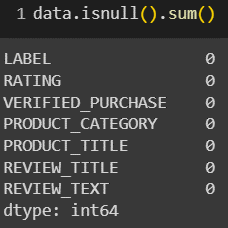 1 data.isnull().sum()
LABEL 0
RATING 0
VERIFIED_PURCHASE 0
PRODUCT_CATEGORY 0
PRODUCT_TITLE 0
REVIEW_TITLE 0
REVIEW_TEXT 0
dtype: int64